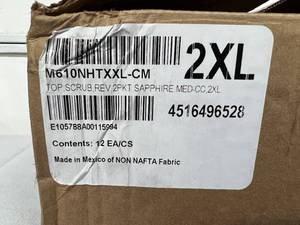 M610NHTXXL-CM
2XL
TOP,SCRUB,REV,2PKT SAPPHIRE,MED-CC,2XL
4516496528
E105788A00115994
Contents: 12 EA/CS
Made in Mexico of NON NAFTA Fabric